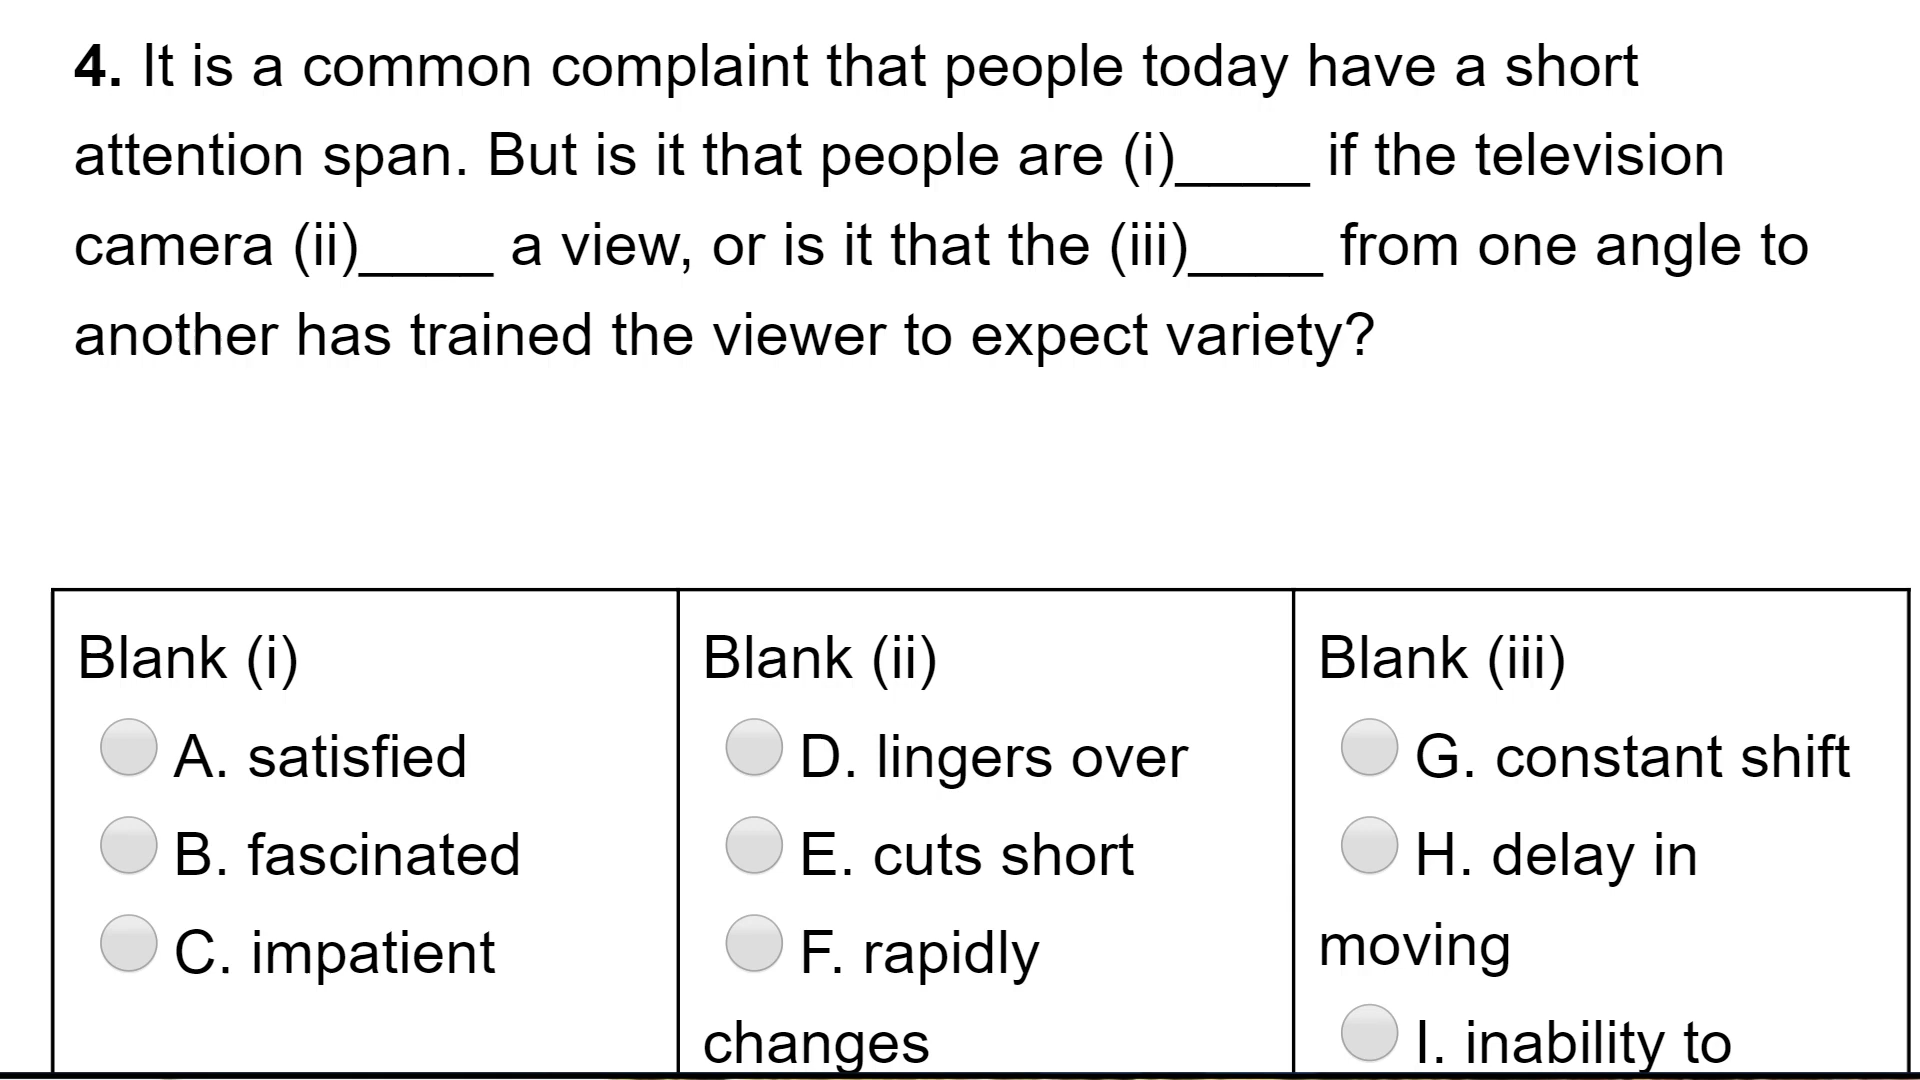 4. It is a common complaint that people today have a short
attention span. But is it that people are (i)____ if the television
camera (ii)____ a view, or is it that the (iii)____ from one angle to
another has trained the viewer to expect variety?
Blank (i)
A. satisfied
B. fascinated
C. impatient
Blank (ii)
D. lingers over
E. cuts short
F. rapidly
changes
Blank (iii)
G. constant shift
H. delay in
moving
I. inability to